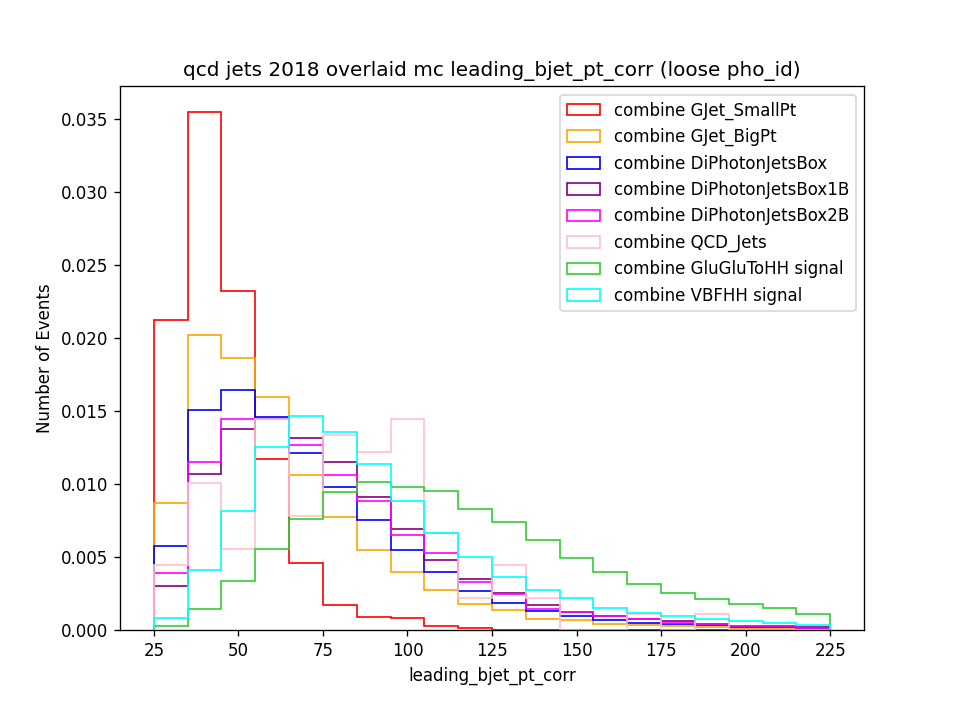 qcd jets 2018 overlaid mc leading_bjet_pt_corr (loose pho_id)
combine GJet_SmallPt
combine GJet_BigPt
combine DiPhotonJetsBox
combine DiPhotonJetsBox1B
combine DiPhotonJetsBox2B
combine QCD_Jets
combine GluGluToHH signal
combine VBFHH signal
Number of Events
0.035
0.030
0.025
0.020
0.015
0.010
0.005
0.000
25 50 75 100 125 150 175 200 225
leading_bjet_pt_corr